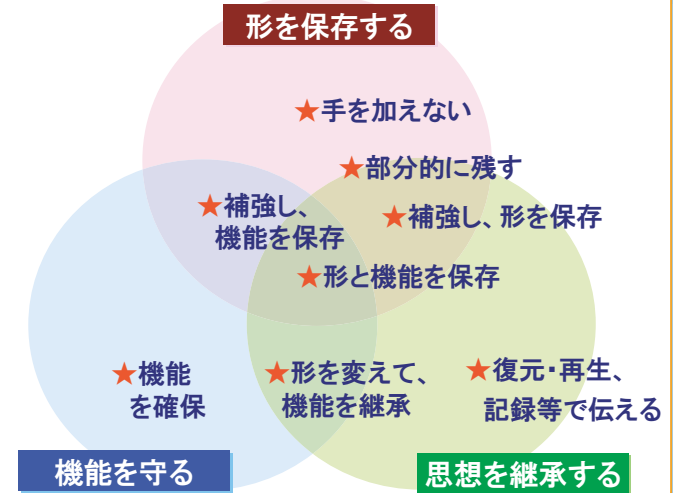 形を保存する
★手を加えない
★部分的に残す
★補強し、
機能を保存
★補強し、形を保存
★形と機能を保存
★機能
を確保
★形を変えて、
機能を継承
★復元・再生、
記録等で伝える
機能を守る
思想を継承する